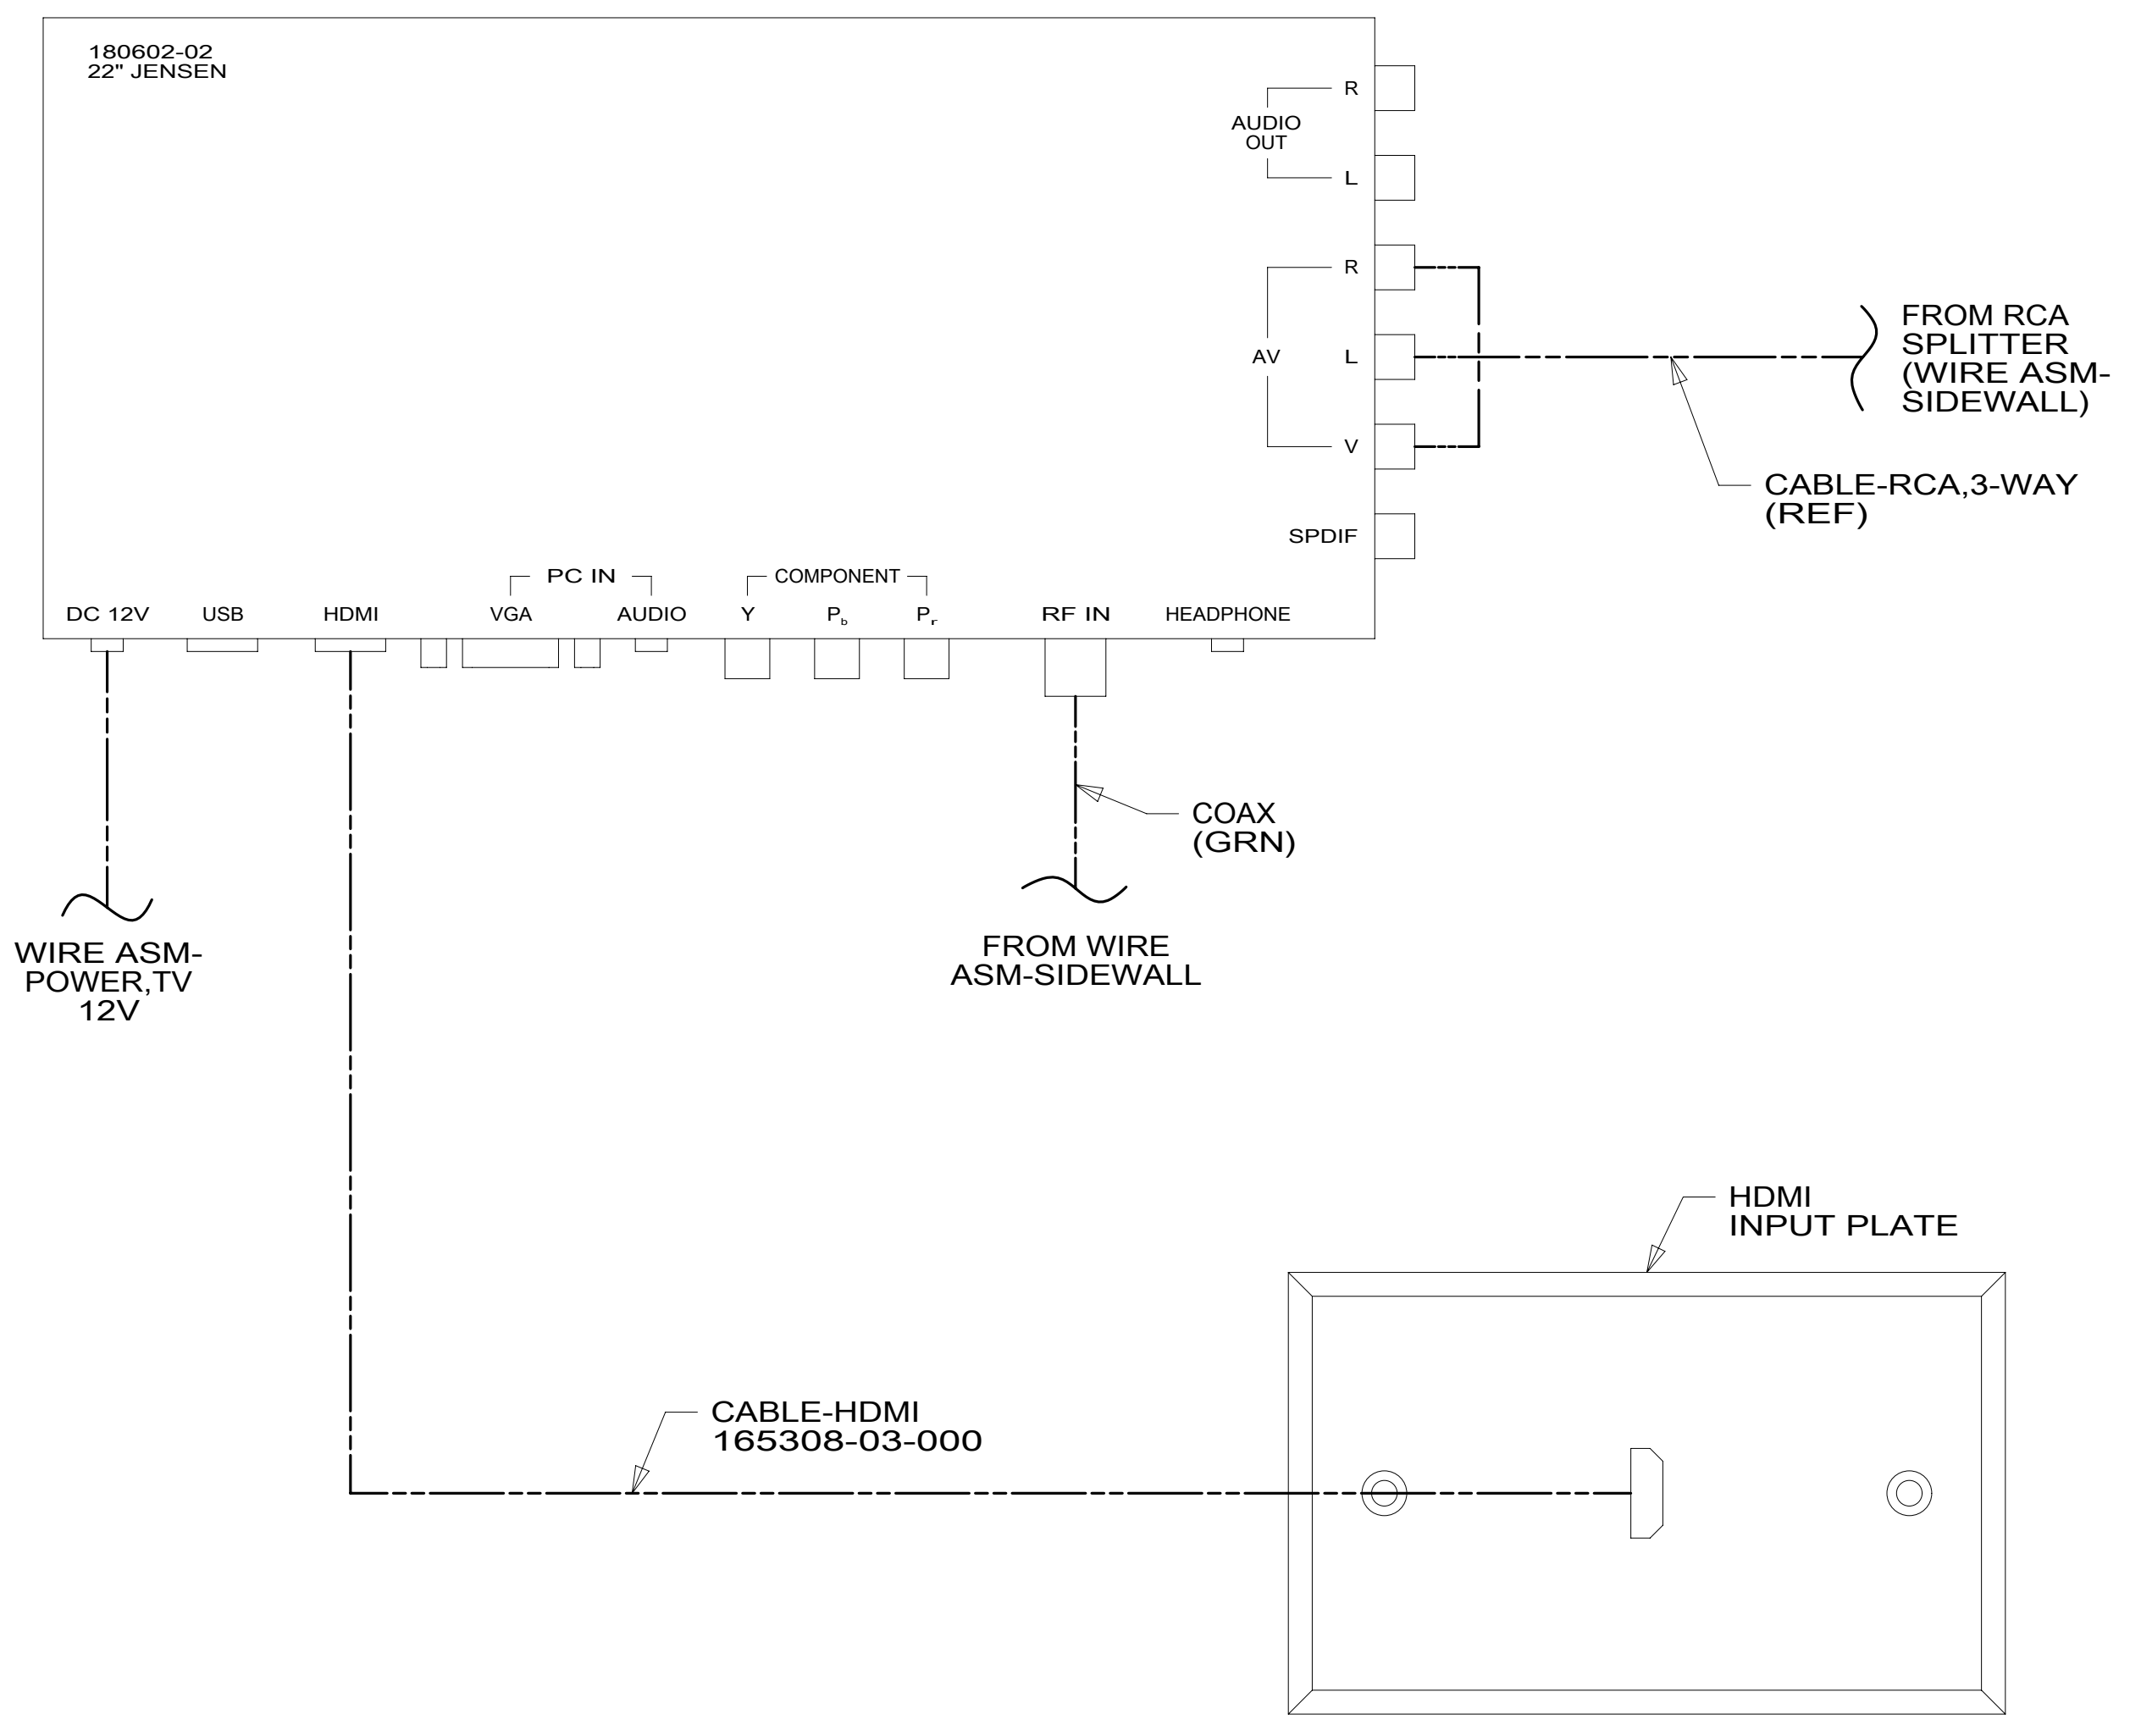 180602-02
22" JENSEN
R
AUDIO
OUT
L
R
AV
L
V
SPDIF
FROM RCA
SPLITTER
(WIRE ASM-
SIDEWALL)
CABLE-RCA,3-WAY
(REF)
PC IN
COMPONENT
DC 12V
USB
HDMI
VGA
AUDIO
Y
Pb
Pr
RF IN
HEADPHONE
COAX
(GRN)
WIRE ASM-
POWER,TV
12V
FROM WIRE
ASM-SIDEWALL
HDMI
INPUT PLATE
CABLE-HDMI
165308-03-000